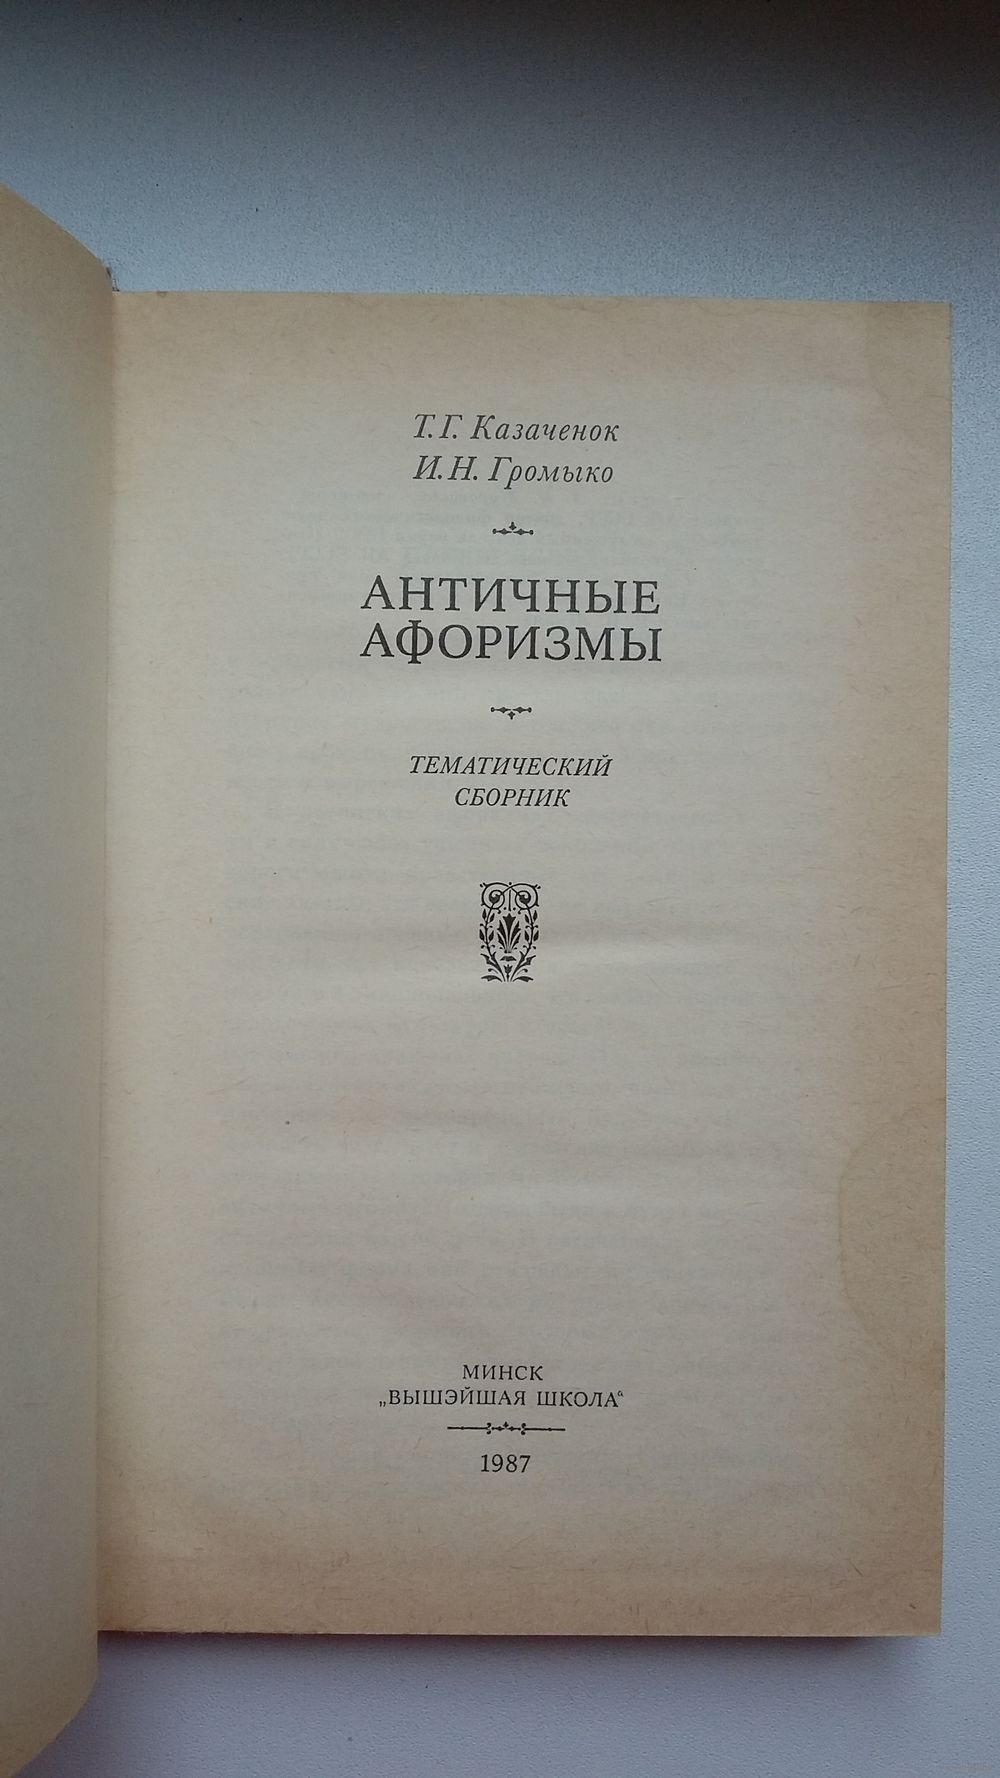 Т. Г. Казаченок
И. Н. Громыко
АНТИЧНЫЕ
АФОРИЗМЫ
ТЕМАТИЧЕСКИЙ
СБОРНИК
МИНСК
„ВЫШЭЙШАЯ ШКОЛА“
1987